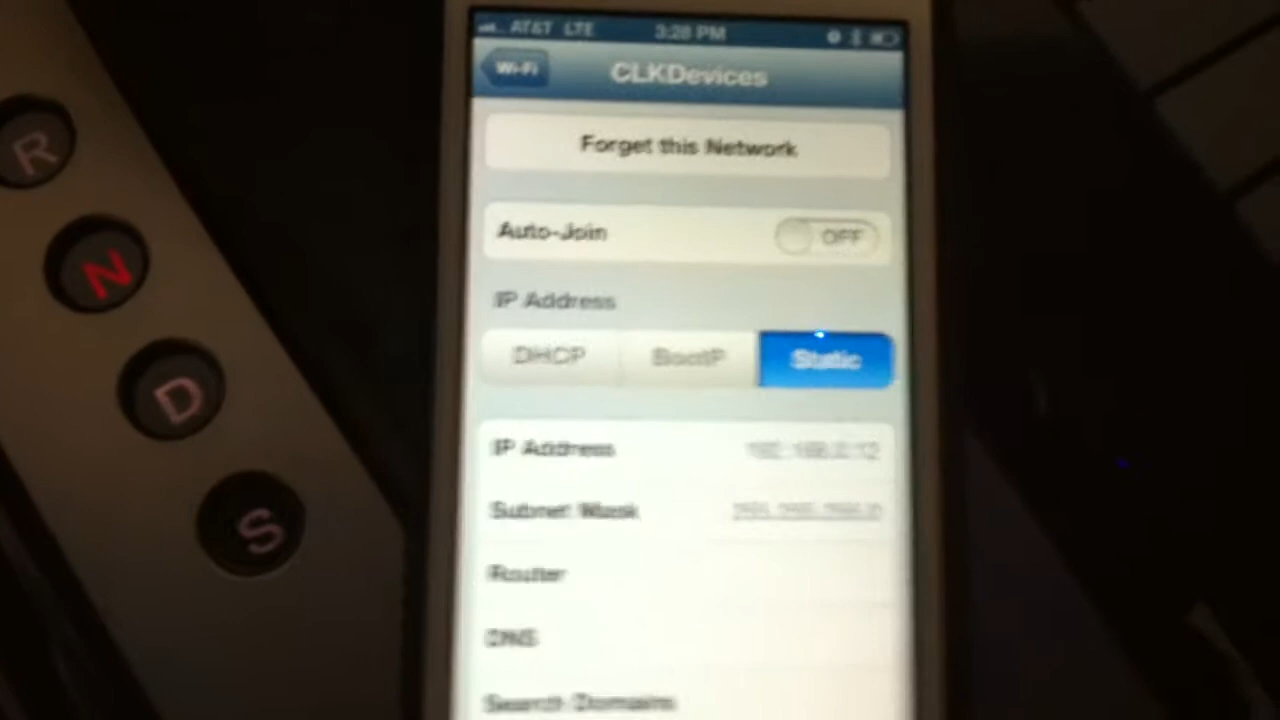 AT&T LTE 3:28 PM
Wi-Fi CLKDevices
Forget this Network
Auto-Join OFF
IP Address
DHCP BootP Static
IP Address
Subnet Mask
Router
DNS
Search Domains
R
N
D
S